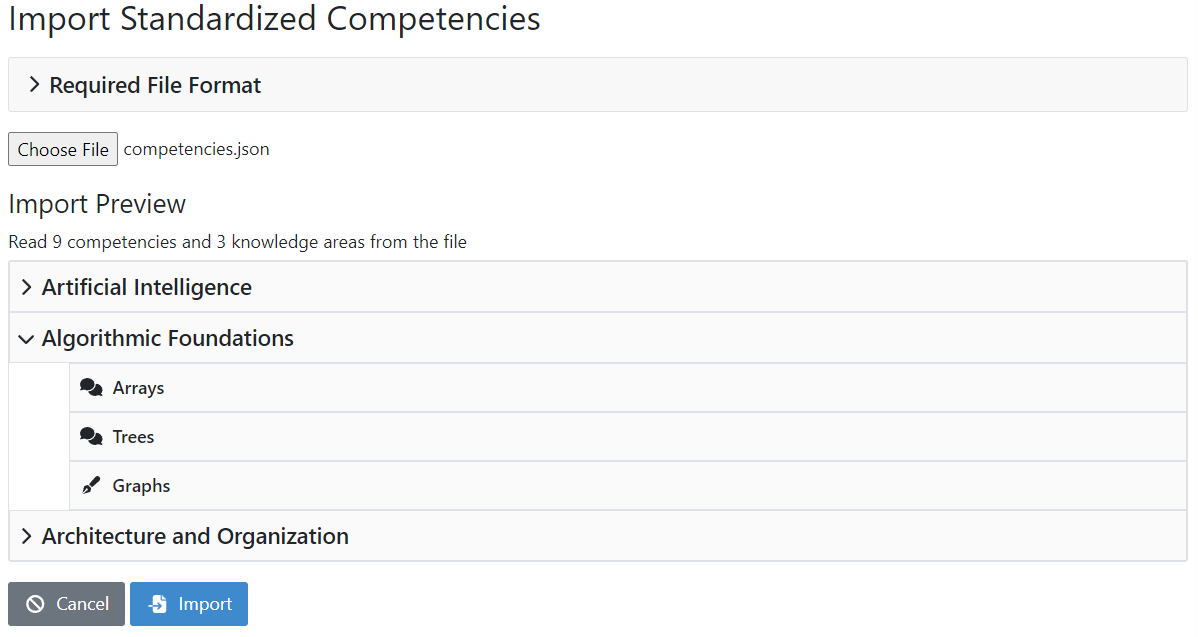 Import Standardized Competencies
Required File Format
Choose File competencies.json
Import Preview
Read 9 competencies and 3 knowledge areas from the file
Artificial Intelligence
Algorithmic Foundations
Arrays
Trees
Graphs
Architecture and Organization
Cancel Import